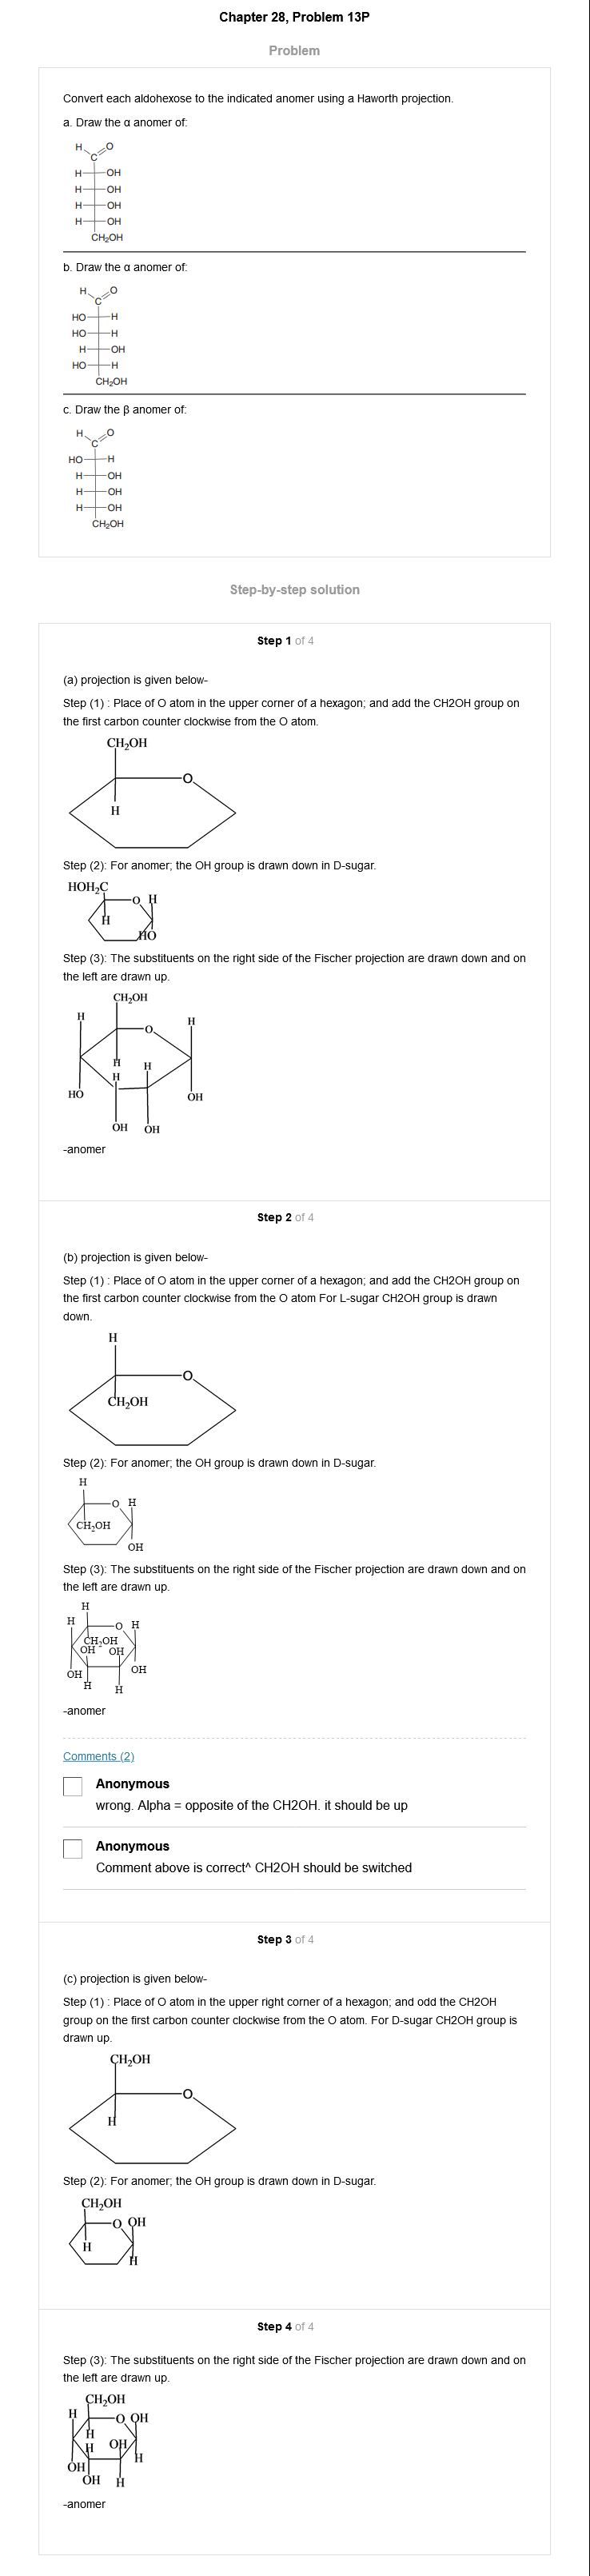 Chapter 28, Problem 13P
Problem
Convert each aldohexose to the indicated anomer using a Haworth projection.
a. Draw the α anomer of:
H O
C
H OH
H OH
H OH
H OH
CH₂OH
b. Draw the α anomer of:
H O
C
HO H
HO H
H OH
HO H
CH₂OH
c. Draw the β anomer of:
H O
C
HO H
H OH
H OH
H OH
CH₂OH
Step-by-step solution
Step 1 of 4
(a) projection is given below-
Step (1) : Place of O atom in the upper corner of a hexagon; and add the CH2OH group on
the first carbon counter clockwise from the O atom.
CH₂OH
O
H
Step (2): For anomer; the OH group is drawn down in D-sugar.
HOH₂C
O H
H
HO
Step (3): The substituents on the right side of the Fischer projection are drawn down and on
the left are drawn up.
CH₂OH
H H
O
H H
H
HO OH
OH OH
-anomer
Step 2 of 4
(b) projection is given below-
Step (1) : Place of O atom in the upper corner of a hexagon; and add the CH2OH group on
the first carbon counter clockwise from the O atom For L-sugar CH2OH group is drawn
down.
H
O
CH₂OH
Step (2): For anomer; the OH group is drawn down in D-sugar.
H
O H
CH₂OH
OH
Step (3): The substituents on the right side of the Fischer projection are drawn down and on
the left are drawn up.
H
H O H
CH₂OH
OH OH
OH OH
H H
-anomer
Comments (2)
Anonymous
wrong. Alpha = opposite of the CH2OH. it should be up
Anonymous
Comment above is correct^ CH2OH should be switched
Step 3 of 4
(c) projection is given below-
Step (1) : Place of O atom in the upper right corner of a hexagon; and odd the CH2OH
group on the first carbon counter clockwise from the O atom. For D-sugar CH2OH group is
drawn up.
CH₂OH
O
H
Step (2): For anomer; the OH group is drawn down in D-sugar.
CH₂OH
O OH
H
H
Step 4 of 4
Step (3): The substituents on the right side of the Fischer projection are drawn down and on
the left are drawn up.
CH₂OH
H O OH
H
H OH
H
OH
OH H
-anomer